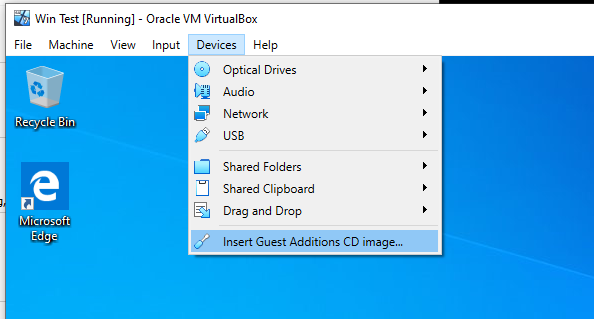 Win Test [Running] - Oracle VM VirtualBox
File Machine View Input Devices Help
Optical Drives
Audio
Network
USB
Shared Folders
Shared Clipboard
Drag and Drop
Insert Guest Additions CD image...
Recycle Bin
Microsoft
Edge